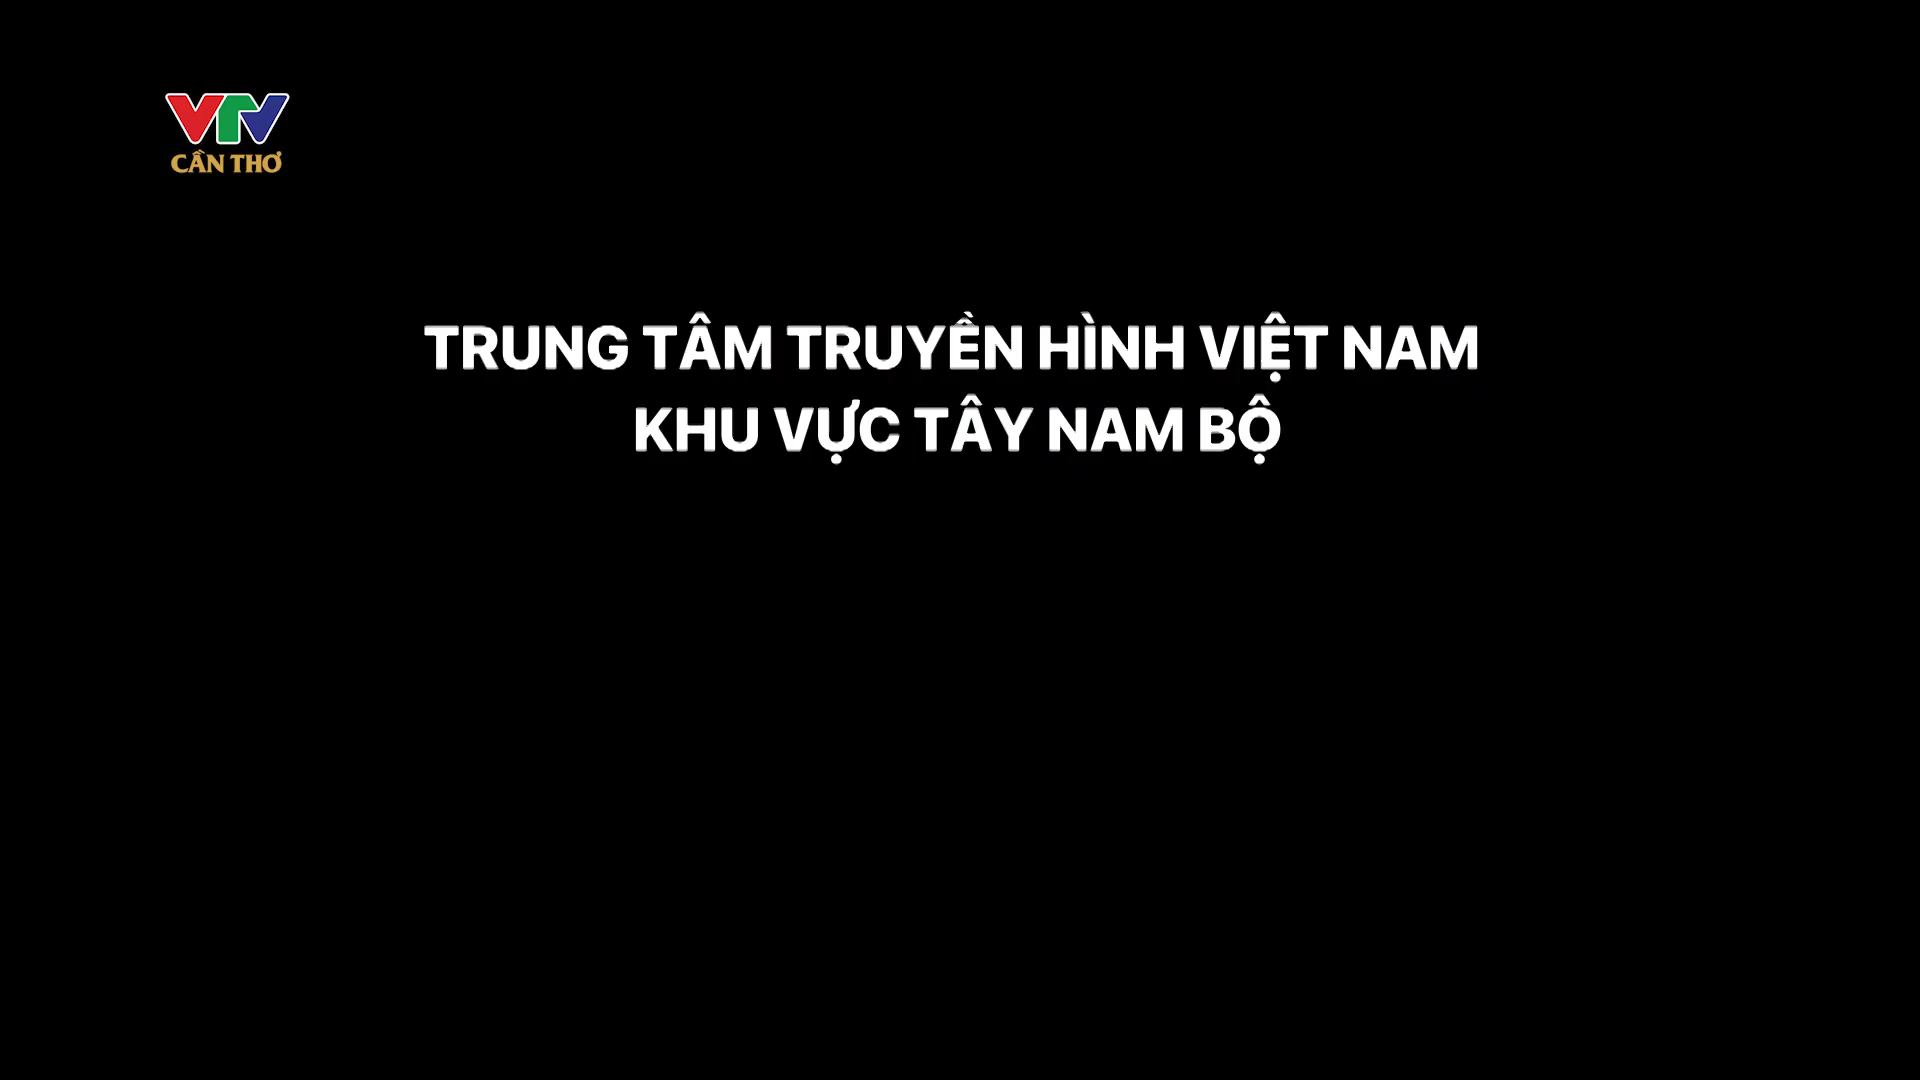 VTV
CẦN THƠ
TRUNG TÂM TRUYỀN HÌNH VIỆT NAM
KHU VỰC TÂY NAM BỘ